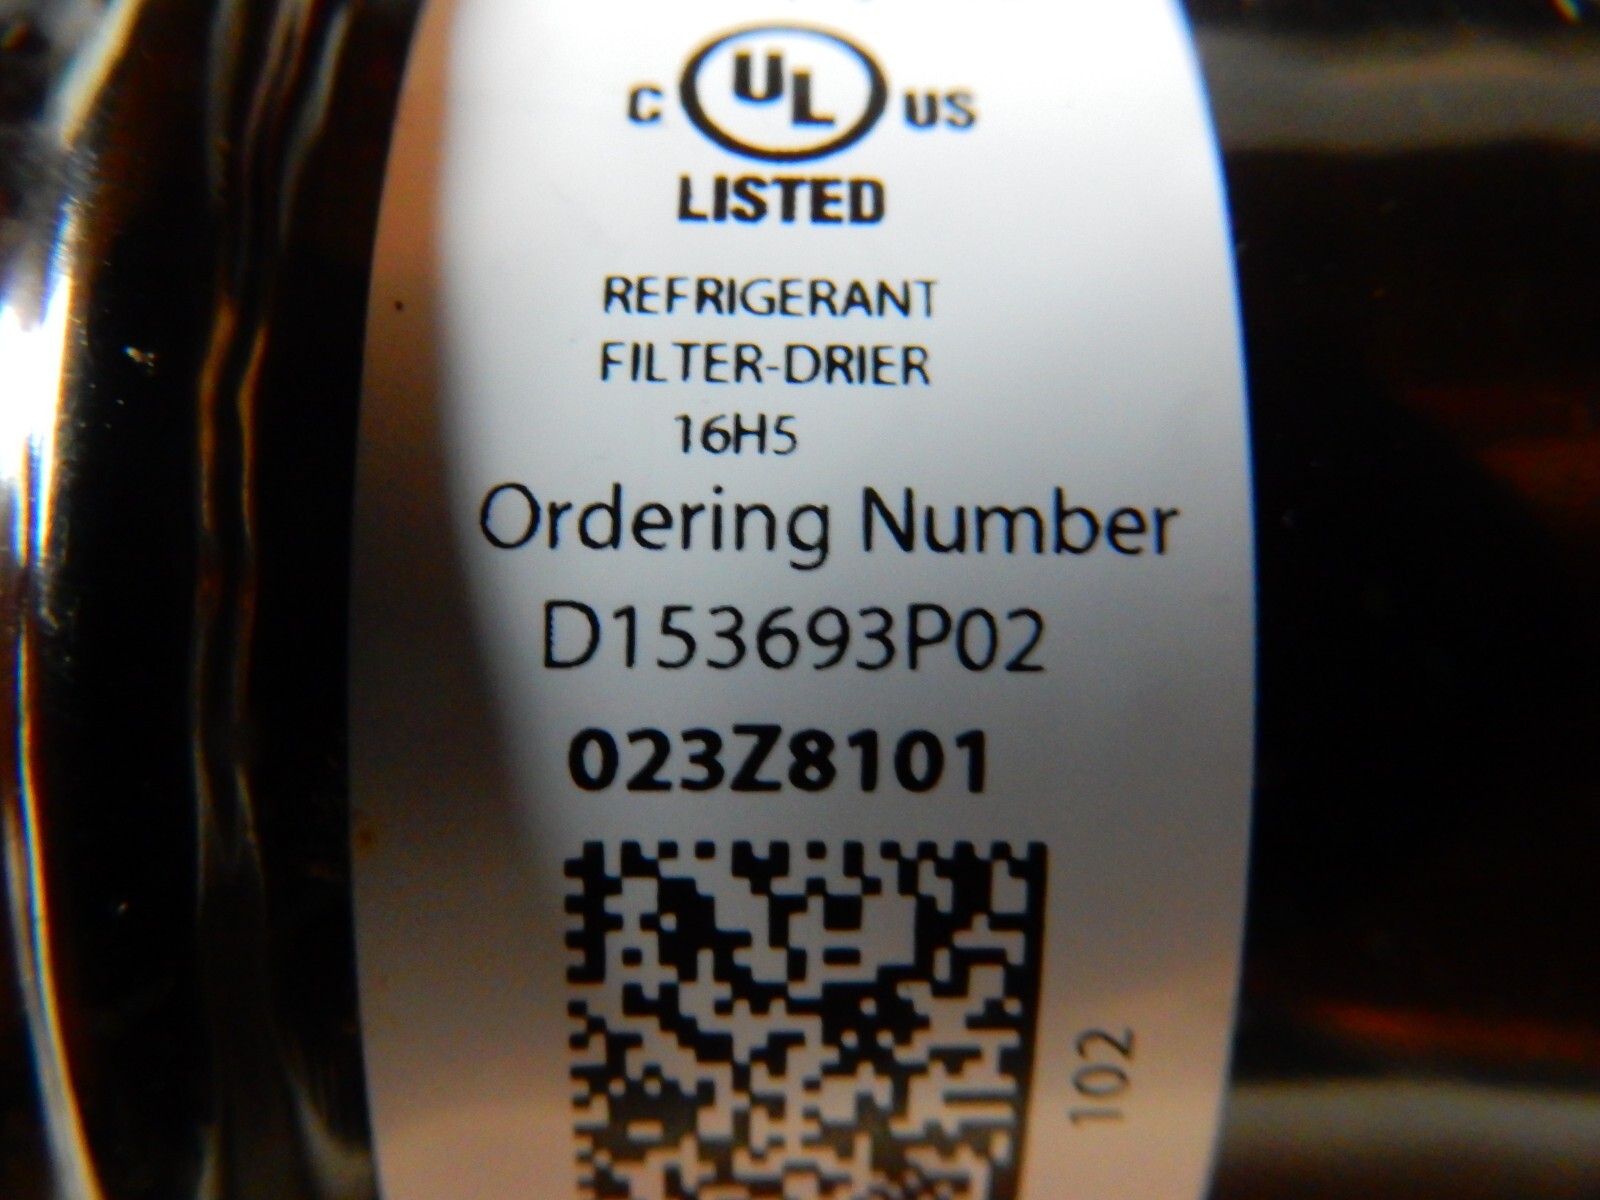 C UL US
LISTED
REFRIGERANT
FILTER-DRIER
16H5
Ordering Number
D153693P02
023Z8101
102